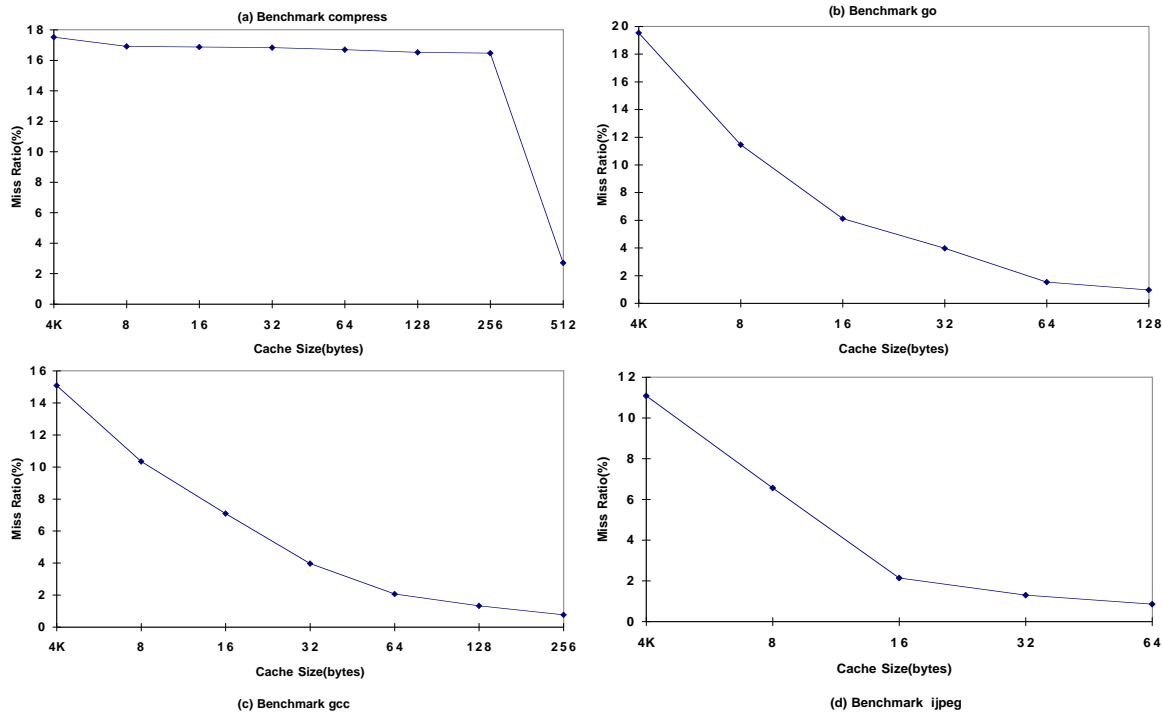 (a) Benchmark compress
Miss Ratio(%)
18
16
14
12
10
8
6
4
2
0
4K 8 16 32 64 128 256 512
Cache Size(bytes)
(b) Benchmark go
Miss Ratio(%)
20
18
16
14
12
10
8
6
4
2
0
4K 8 16 32 64 128
Cache Size(bytes)
Miss Ratio(%)
16
14
12
10
8
6
4
2
0
4K 8 16 32 64 128 256
Cache Size(bytes)
(c) Benchmark gcc
Miss Ratio(%)
12
10
8
6
4
2
0
4K 8 16 32 64
Cache Size(bytes)
(d) Benchmark ijpeg